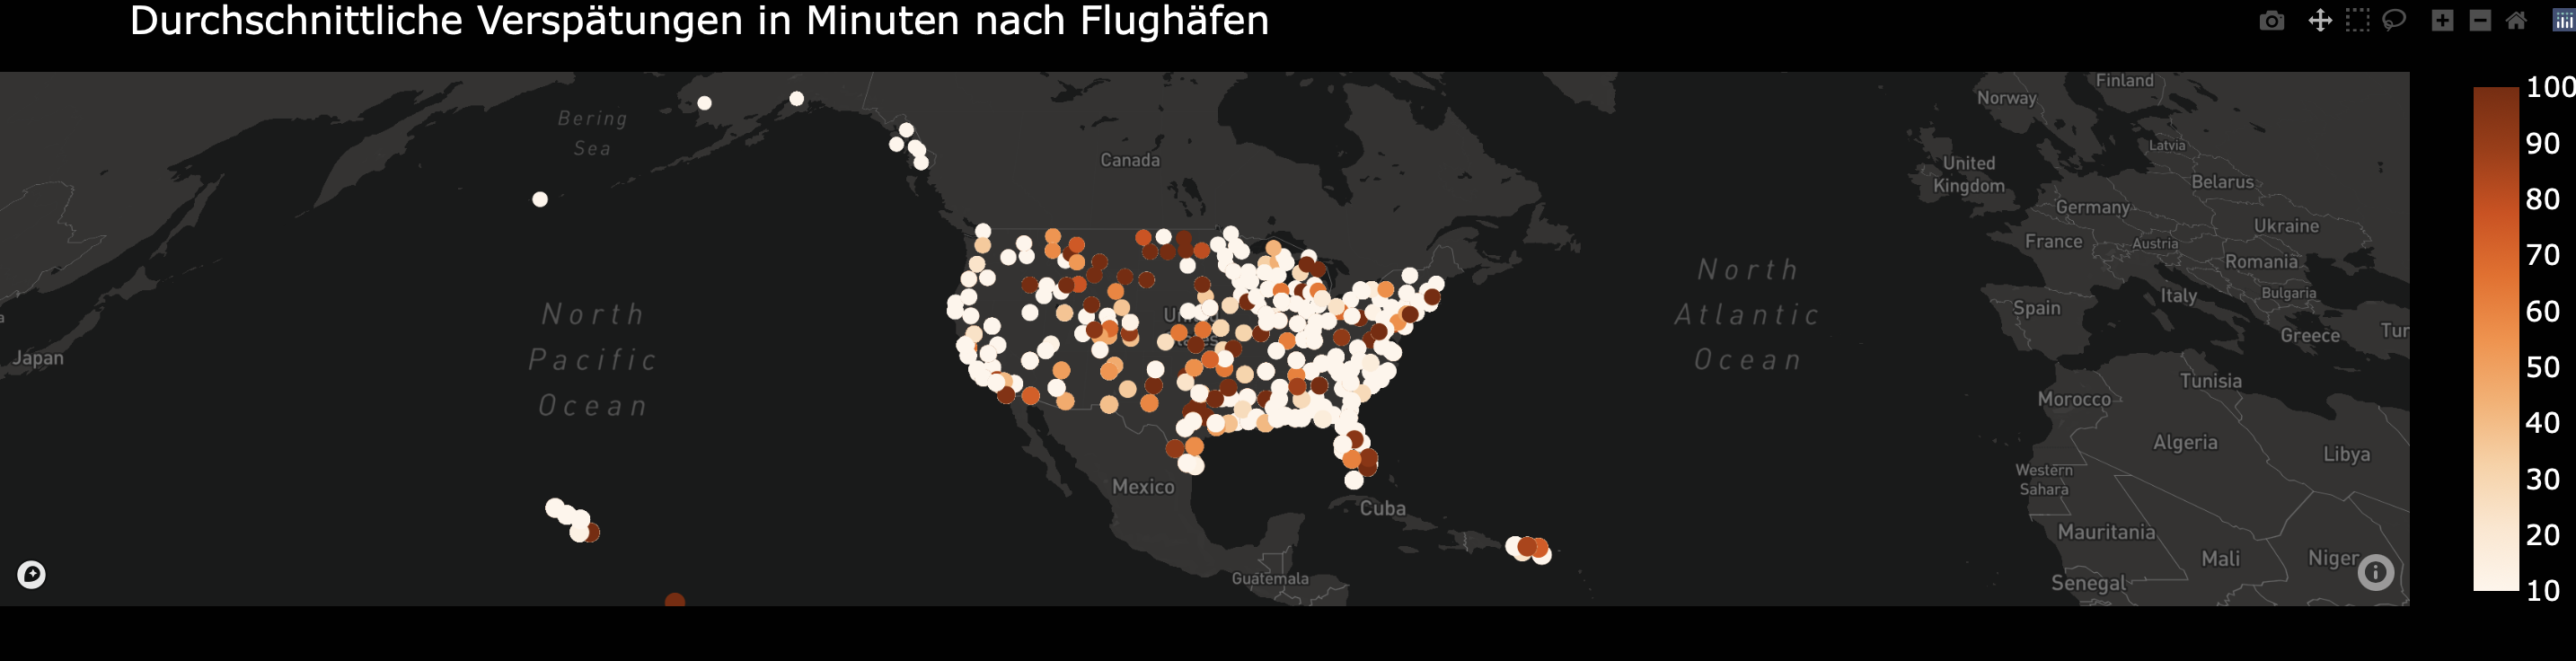 Durchschnittliche Verspätungen in Minuten nach Flughäfen
Bering
Sea
Canada
North
Pacific
Ocean
Japan
Mexico
Cuba
Guatemala
North
Atlantic
Ocean
Finland
Norway
Latvia
United
Kingdom
Belarus
Germany
Ukraine
France
Austria
Romania
Spain
Italy
Bulgaria
Greece
Tur
Tunisia
Morocco
Algeria
Libya
Western
Sahara
Mauritania
Mali
Niger
Senegal
100
90
80
70
60
50
40
30
20
10